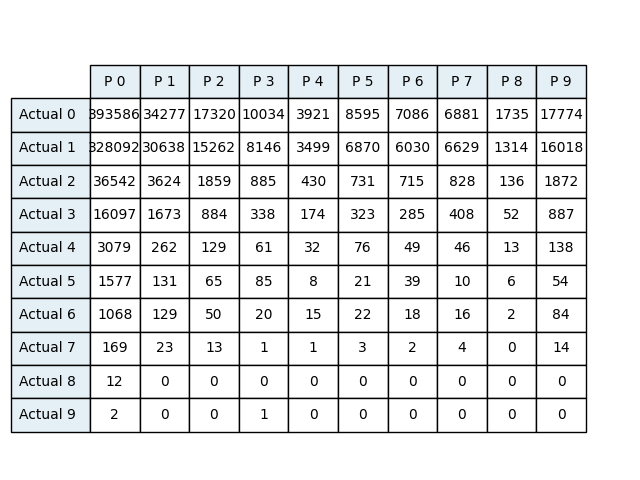 P 0 P 1 P 2 P 3 P 4 P 5 P 6 P 7 P 8 P 9
Actual 0 393586 34277 17320 10034 3921 8595 7086 6881 1735 17774
Actual 1 328092 30638 15262 8146 3499 6870 6030 6629 1314 16018
Actual 2 36542 3624 1859 885 430 731 715 828 136 1872
Actual 3 16097 1673 884 338 174 323 285 408 52 887
Actual 4 3079 262 129 61 32 76 49 46 13 138
Actual 5 1577 131 65 85 8 21 39 10 6 54
Actual 6 1068 129 50 20 15 22 18 16 2 84
Actual 7 169 23 13 1 1 3 2 4 0 14
Actual 8 12 0 0 0 0 0 0 0 0 0
Actual 9 2 0 0 1 0 0 0 0 0 0